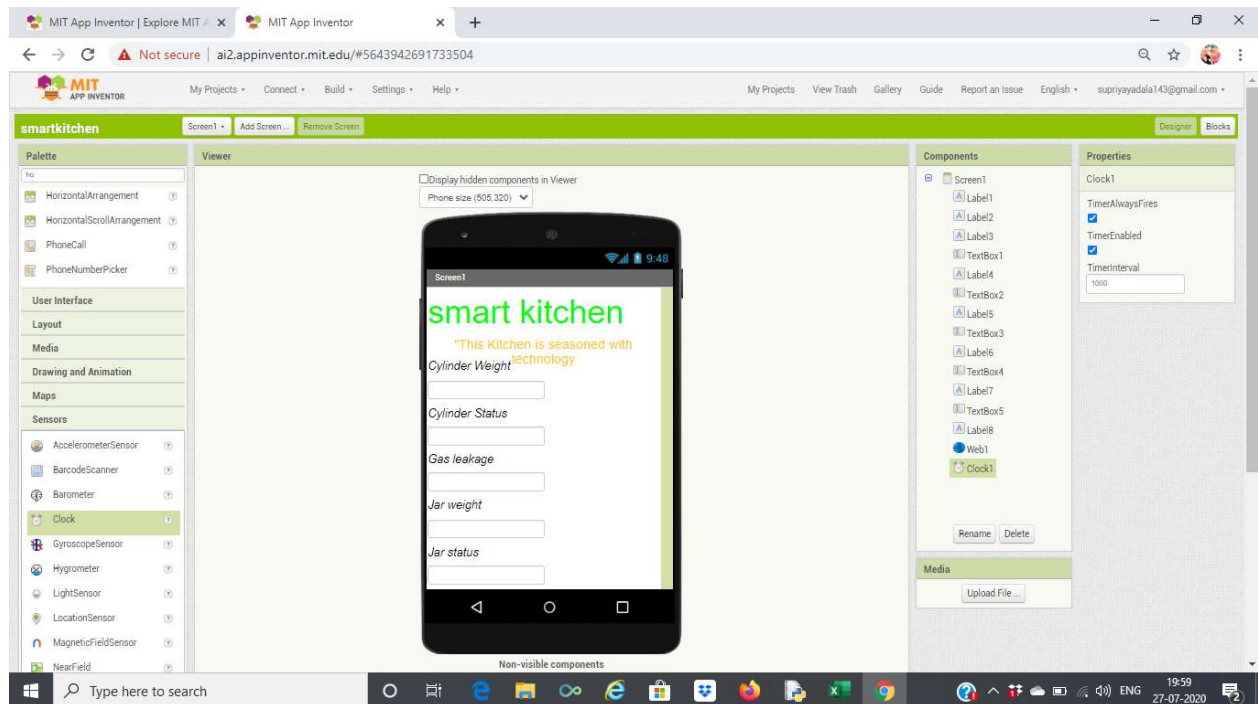 MIT App Inventor | Explore MIT A
MIT App Inventor
Not secure | ai2.appinventor.mit.edu/#5643942691733504
MIT
APP INVENTOR
My Projects Connect Build Settings Help
My Projects View Trash Gallery Guide Report an Issue English supriyayadala143@gmail.com
smartkitchen
Screen1 Add Screen ... Remove Screen
Designer Blocks
Palette
ho
HorizontalArrangement
HorizontalScrollArrangement
PhoneCall
PhoneNumberPicker
User Interface
Layout
Media
Drawing and Animation
Maps
Sensors
AccelerometerSensor
BarcodeScanner
Barometer
Clock
GyroscopeSensor
Hygrometer
LightSensor
LocationSensor
MagneticFieldSensor
NearField
Viewer
Display hidden components in Viewer
Phone size (505,320)
9:48
Screen1
smart kitchen
"This Kitchen is seasoned with
technology
Cylinder Weight
Cylinder Status
Gas leakage
Jar weight
Jar status
Non-visible components
Components
Screen1
Label1
Label2
Label3
TextBox1
Label4
TextBox2
Label5
TextBox3
Label6
TextBox4
Label7
TextBox5
Label8
Web1
Clock1
Rename Delete
Media
Upload File ...
Properties
Clock1
TimerAlwaysFires
TimerEnabled
TimerInterval
1000
Type here to search
ENG
19:59
27-07-2020
2